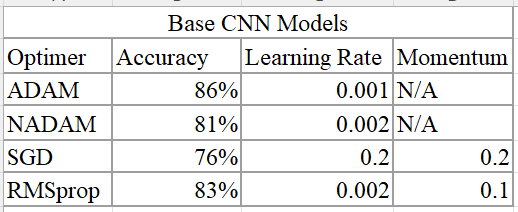 Base CNN Models
Optimer Accuracy Learning Rate Momentum
ADAM 86% 0.001 N/A
NADAM 81% 0.002 N/A
SGD 76% 0.2 0.2
RMSprop 83% 0.002 0.1